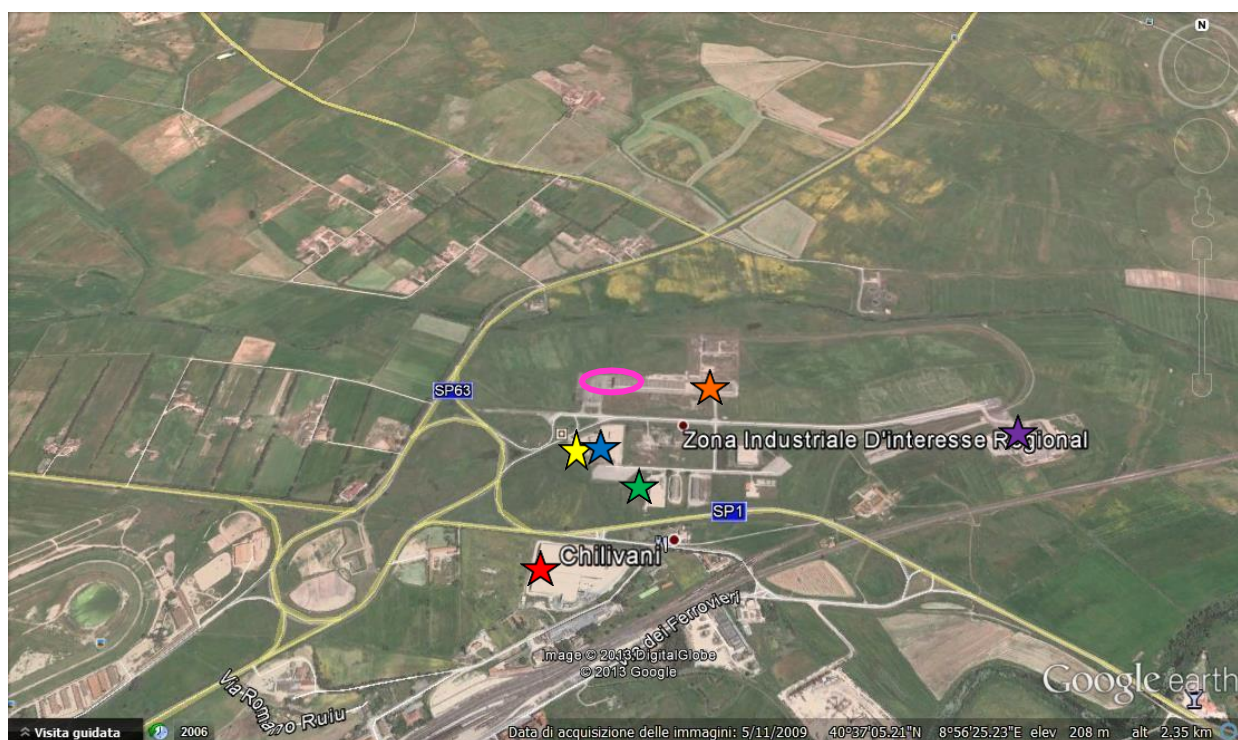 N
SP63
Zona Industriale D'interesse Regional
SP1
Chilivani
dei Ferrovieri
Image © 2013 DigitalGlobe
© 2013 Google
Via Romazo Ruiu
Google earth
Visita guidata
2006
Data di acquisizione delle immagini: 5/11/2009 40°37'05.21"N 8°56'25.23"E elev 208 m alt 2.35 km